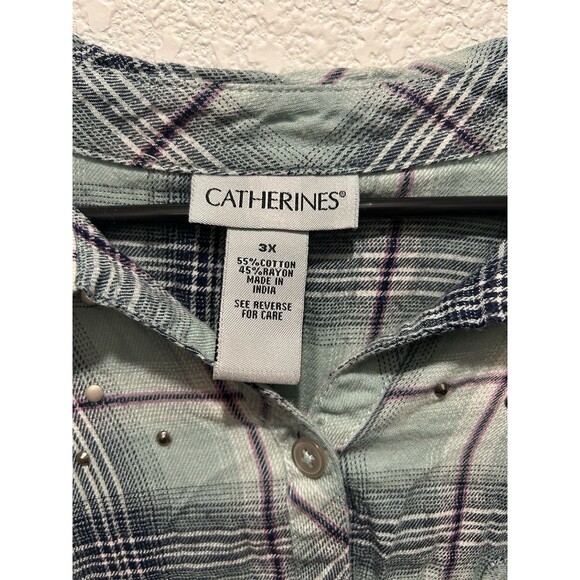 CATHERINES®
3X
55%COTTON
45%RAYON
MADE IN
INDIA
SEE REVERSE
FOR CARE